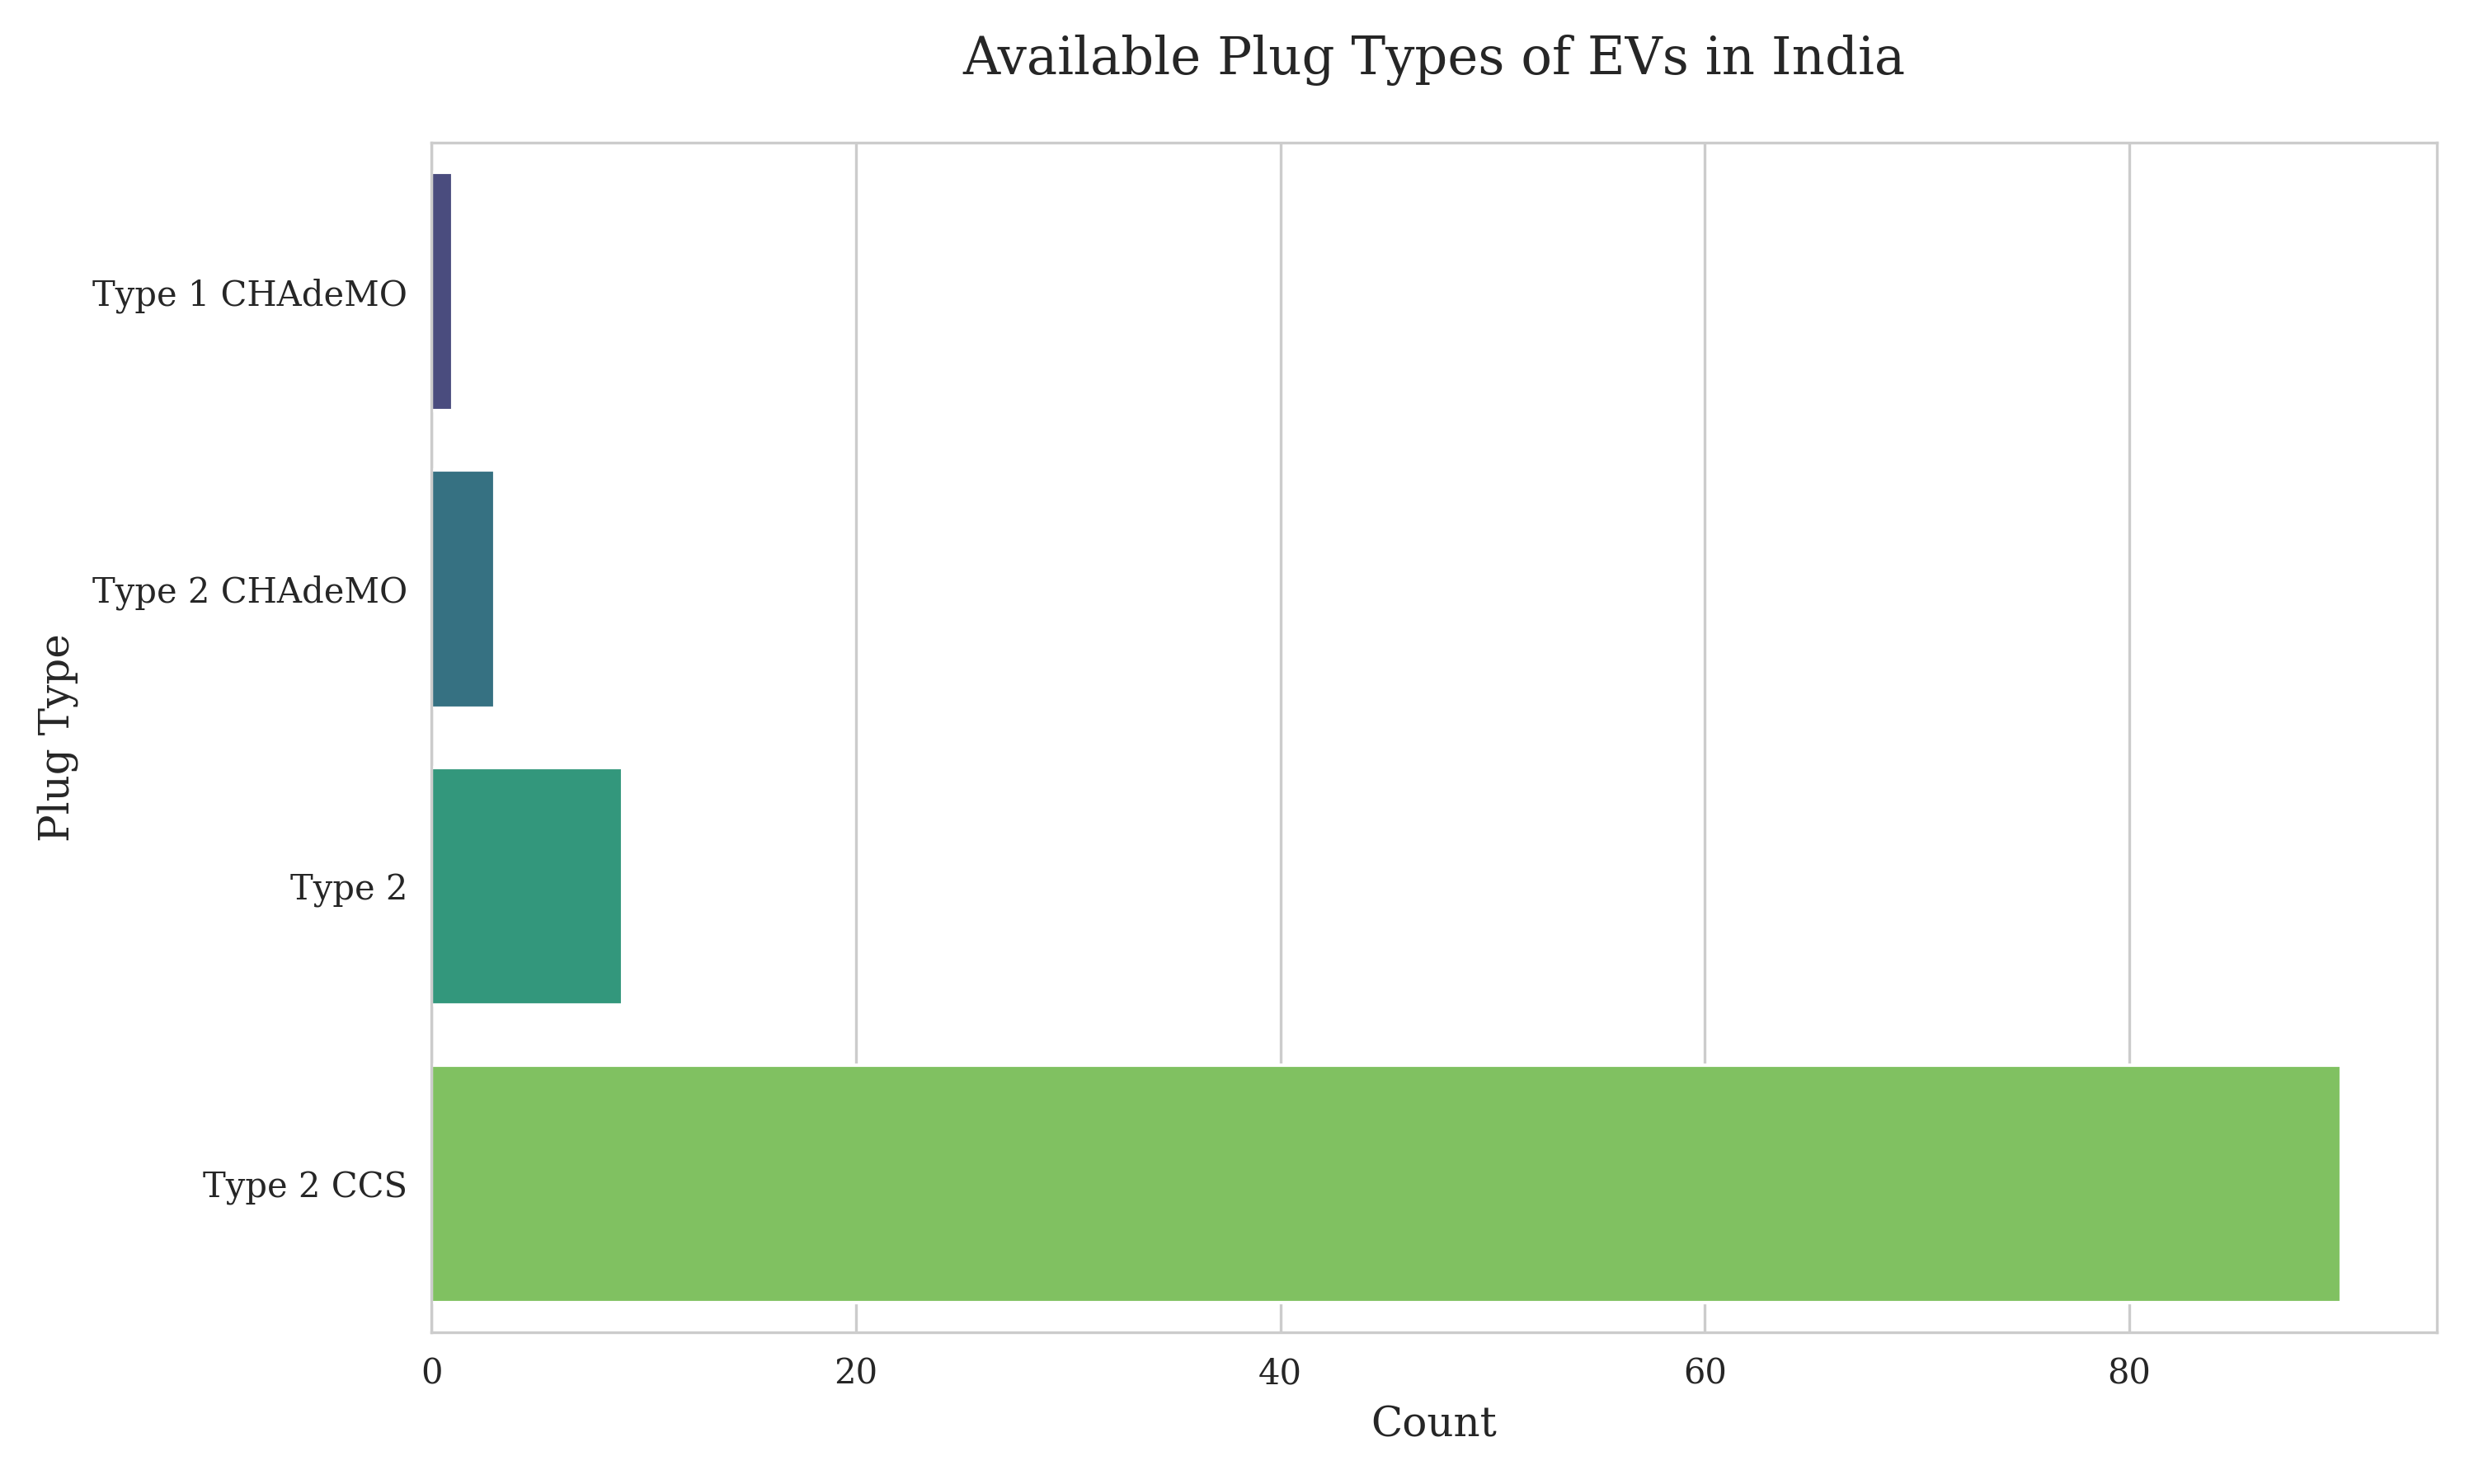 Available Plug Types of EVs in India
Type 1 CHAdeMO
Type 2 CHAdeMO
Type 2
Type 2 CCS
Plug Type
0 20 40 60 80
Count